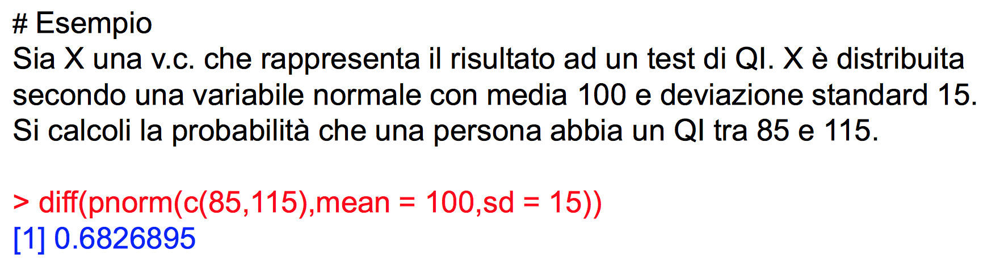 # Esempio
Sia X una v.c. che rappresenta il risultato ad un test di QI. X è distribuita
secondo una variabile normale con media 100 e deviazione standard 15.
Si calcoli la probabilità che una persona abbia un QI tra 85 e 115.
> diff(pnorm(c(85,115),mean = 100,sd = 15))
[1] 0.6826895